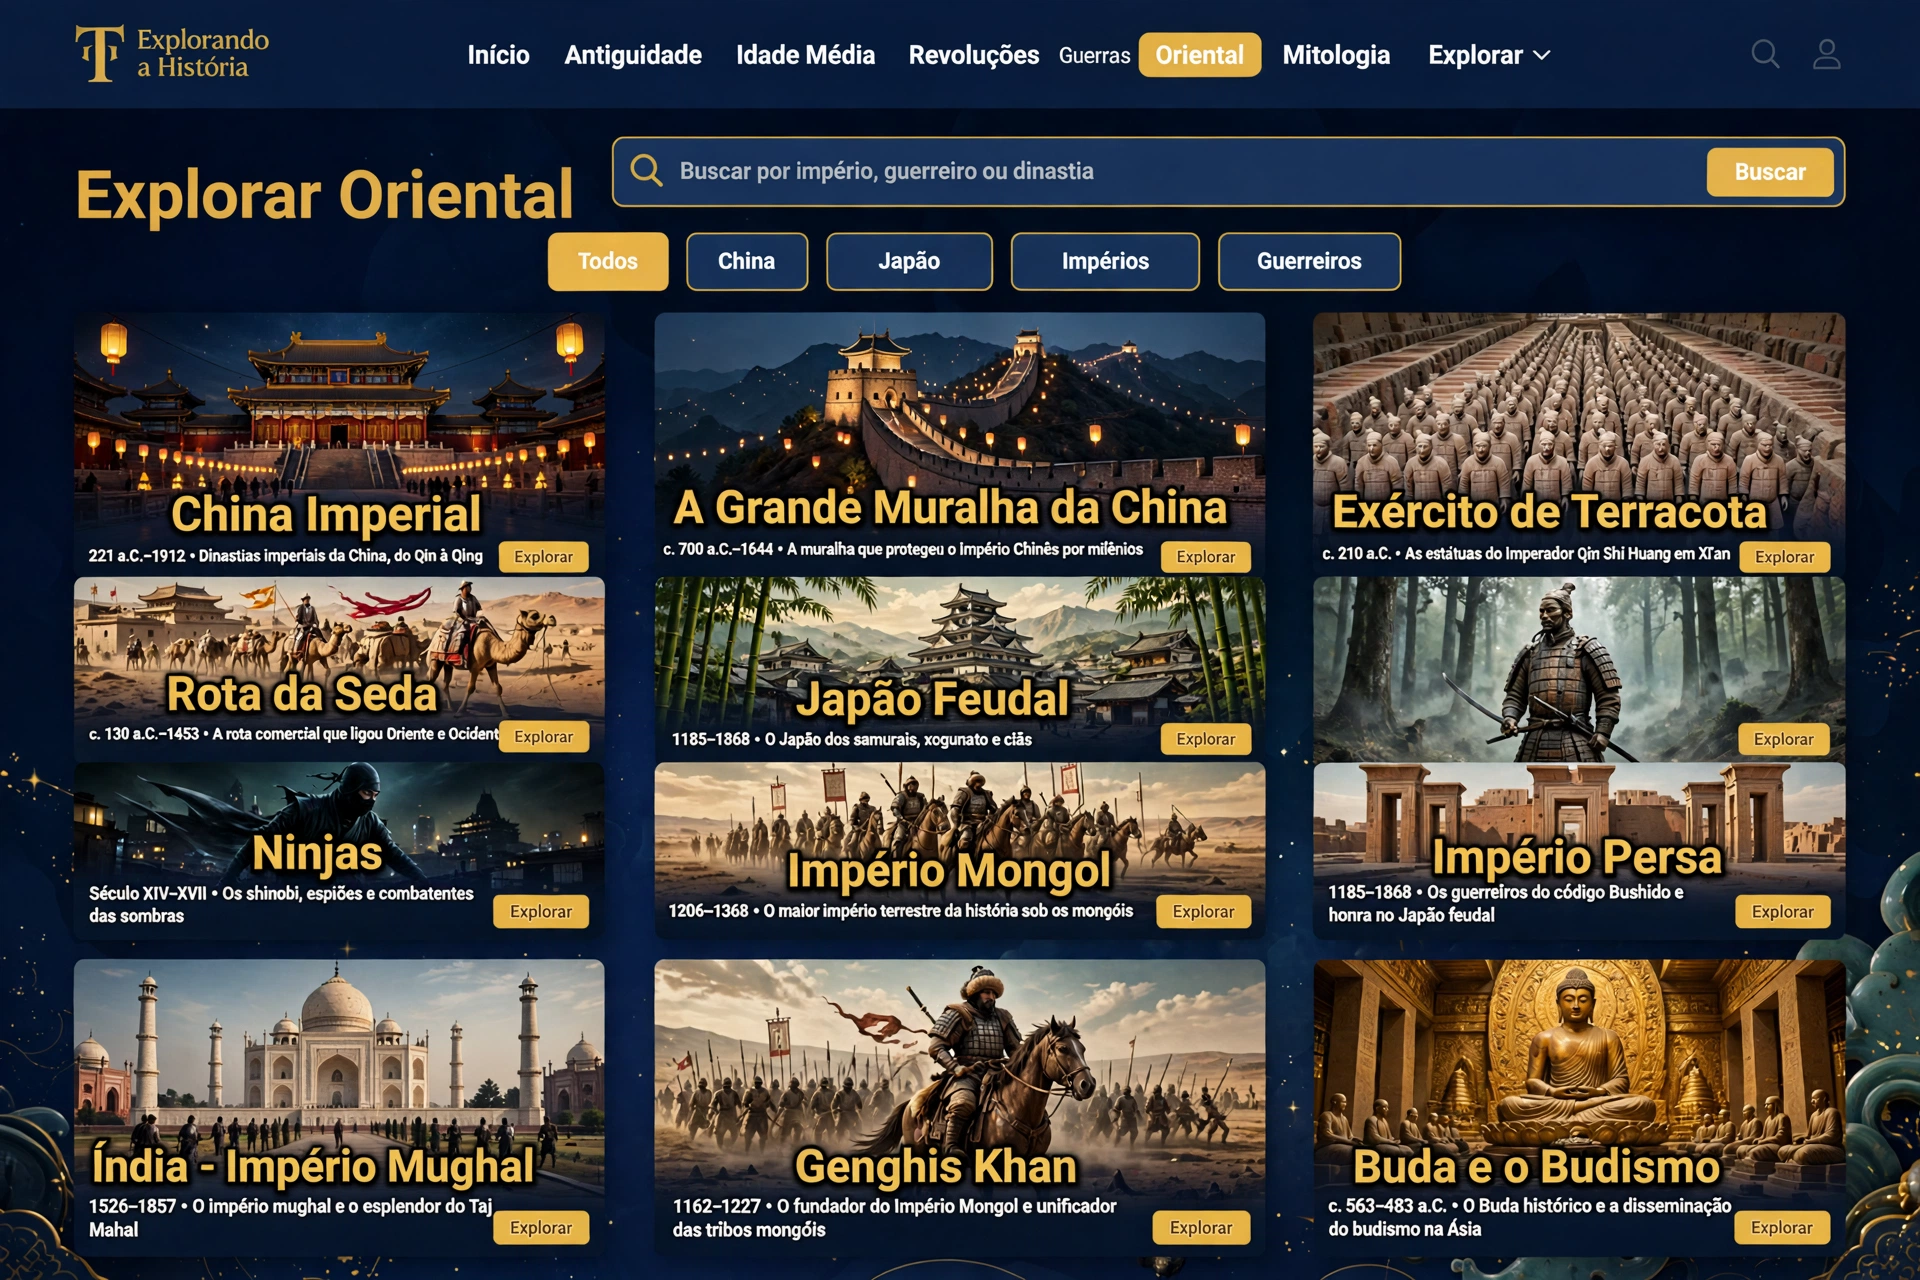 Explorando
a História
Início
Antiguidade
Idade Média
Revoluções
Guerras
Oriental
Mitologia
Explorar
Explorar Oriental
Buscar por império, guerreiro ou dinastia
Buscar
Todos
China
Japão
Impérios
Guerreiros
China Imperial
221 a.C.–1912 • Dinastias imperiais da China, do Qin à Qing
Explorar
A Grande Muralha da China
c. 700 a.C.–1644 • A muralha que protegeu o Império Chinês por milênios
Explorar
Exército de Terracota
c. 210 a.C. • As estátuas do Imperador Qin Shi Huang em Xi'an
Explorar
Rota da Seda
c. 130 a.C.–1453 • A rota comercial que ligou Oriente e Ocident
Explorar
Japão Feudal
1185–1868 • O Japão dos samurais, xogunato e clãs
Explorar
Explorar
Ninjas
Século XIV–XVII • Os shinobi, espiões e combatentes
das sombras
Explorar
Império Mongol
1206–1368 • O maior império terrestre da história sob os mongóis
Explorar
Império Persa
1185–1868 • Os guerreiros do código Bushido e
honra no Japão feudal
Explorar
Índia - Império Mughal
1526–1857 • O império mughal e o esplendor do Taj
Mahal
Explorar
Genghis Khan
1162–1227 • O fundador do Império Mongol e unificador
das tribos mongóis
Explorar
Buda e o Budismo
c. 563–483 a.C. • O Buda histórico e a disseminação
do budismo na Ásia
Explorar